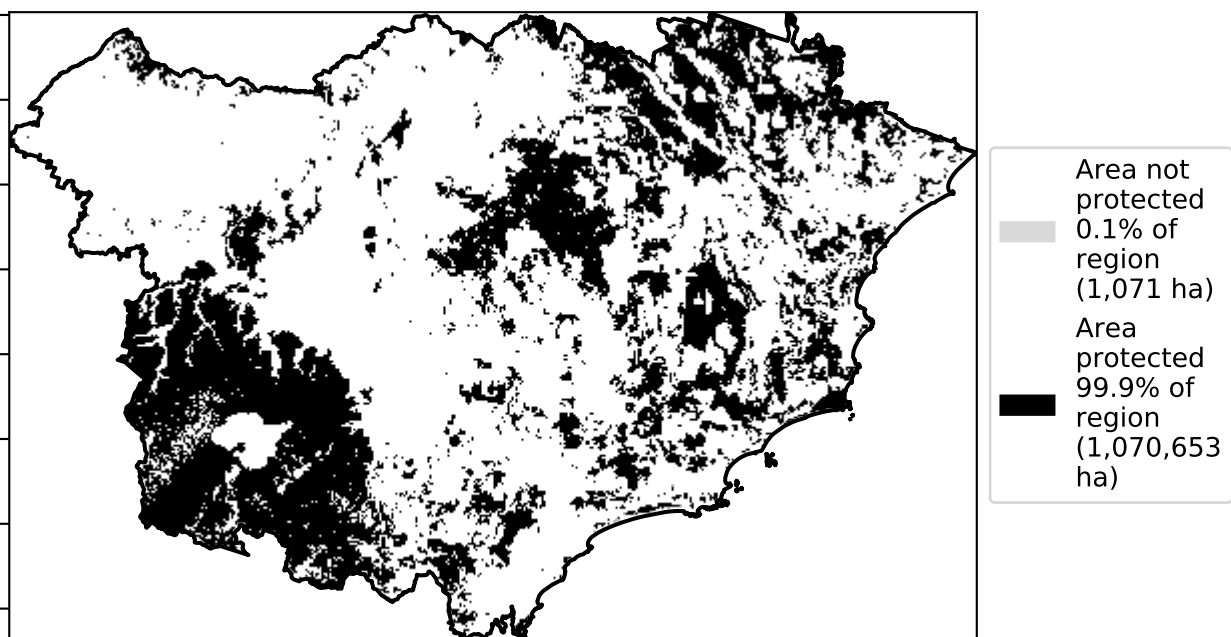 Area not
protected
0.1% of
region
(1,071 ha)
Area
protected
99.9% of
region
(1,070,653
ha)